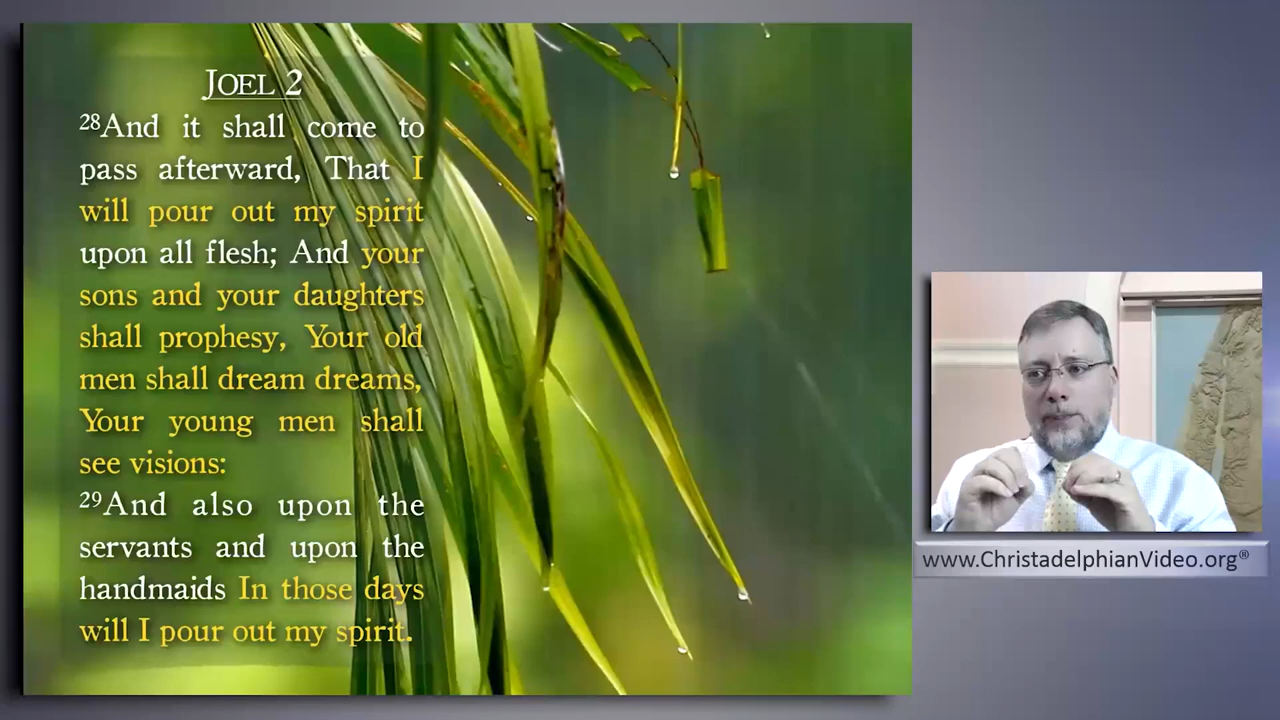 JOEL 2
28And it shall come to
pass afterward, That I
will pour out my spirit
upon all flesh; And your
sons and your daughters
shall prophesy, Your old
men shall dream dreams,
Your young men shall
see visions:
29And also upon the
servants and upon the
handmaids In those days
will I pour out my spirit.
www.ChristadelphianVideo.org®